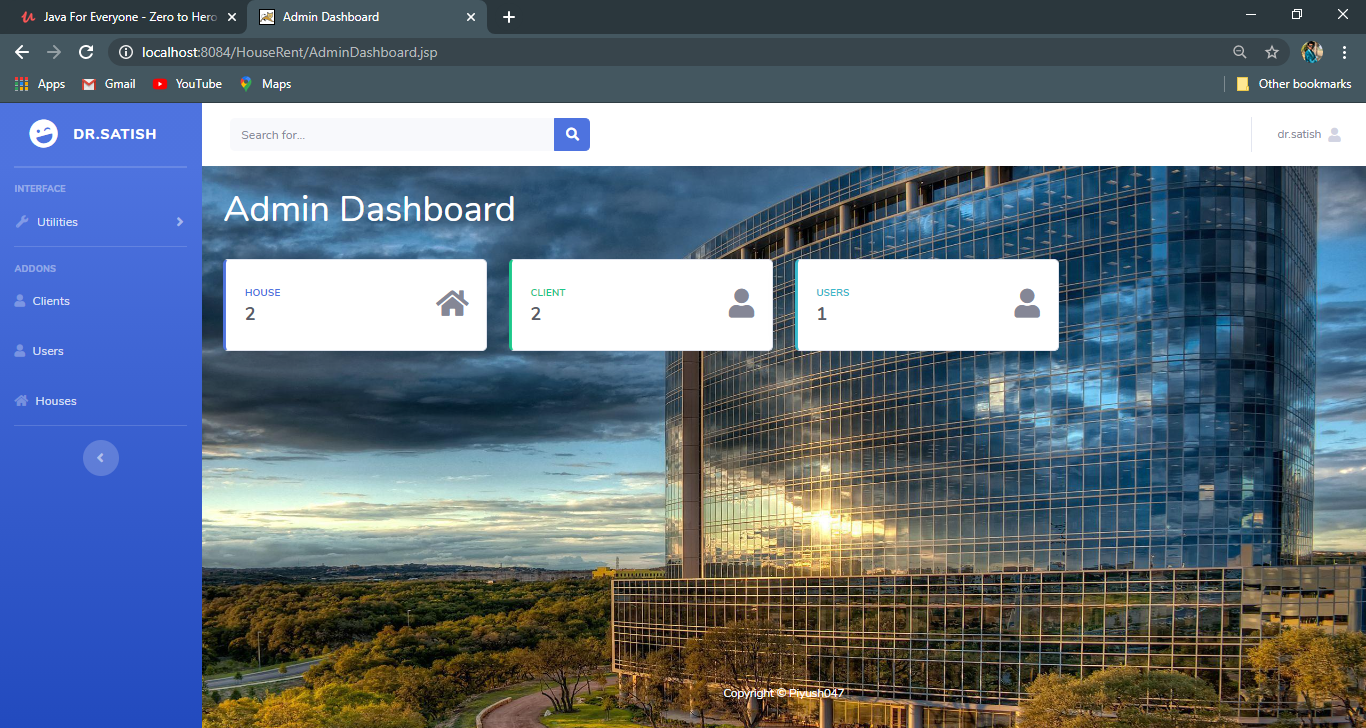 Java For Everyone - Zero to Hero
Admin Dashboard
localhost:8084/HouseRent/AdminDashboard.jsp
Apps
Gmail
YouTube
Maps
Other bookmarks
DR.SATISH
Search for...
dr.satish
INTERFACE
Utilities
ADDONS
Clients
Users
Houses
Admin Dashboard
HOUSE
2
CLIENT
2
USERS
1
Copyright © Piyush047